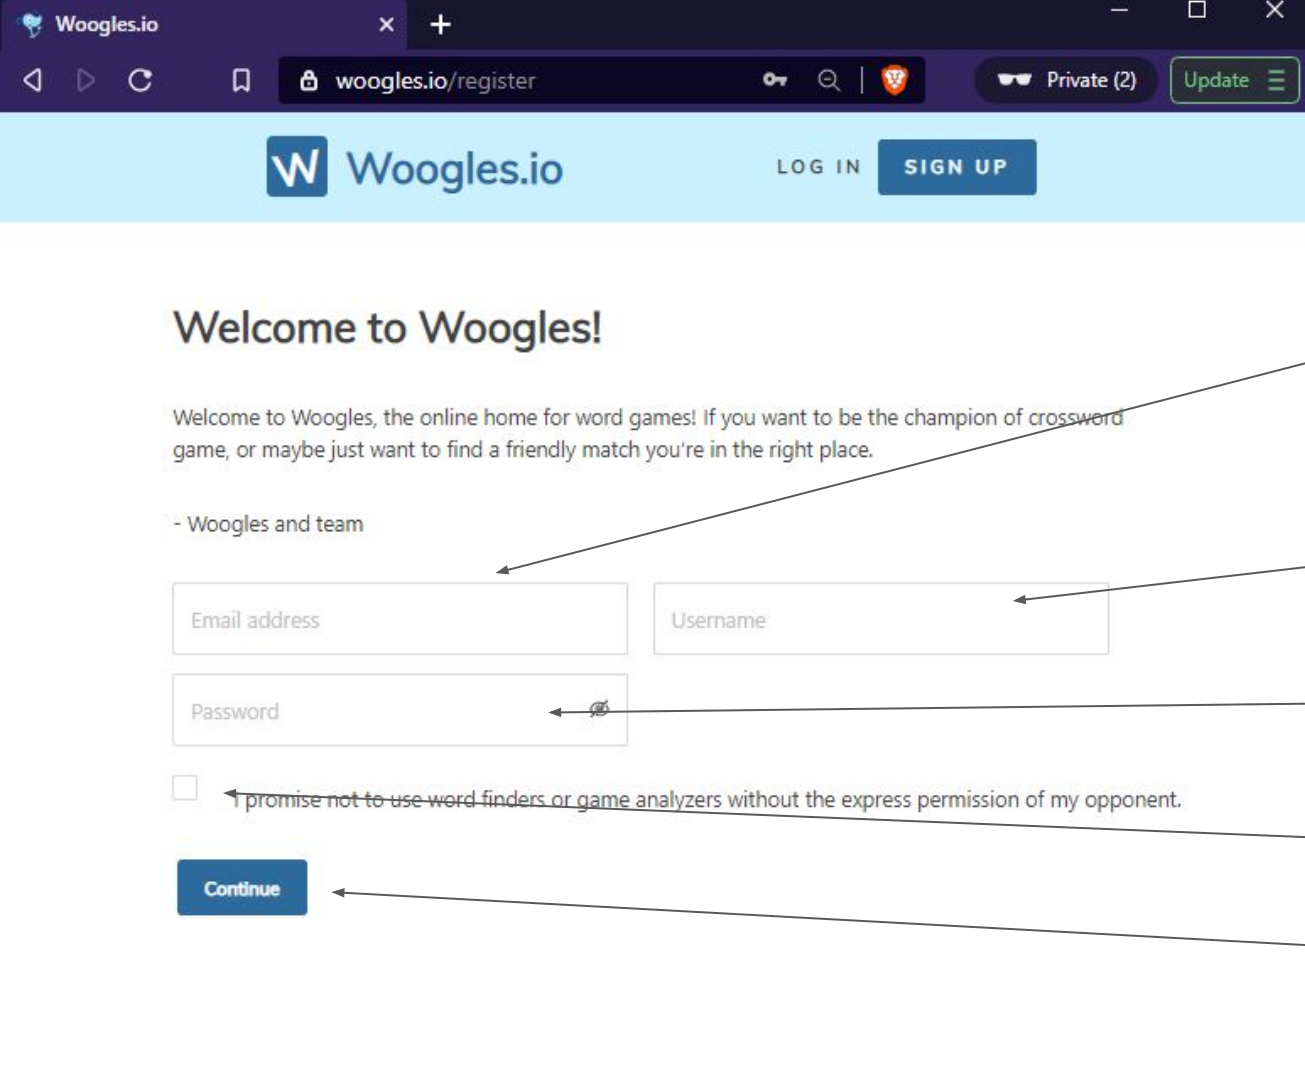 Woogles.io
woogles.io/register
Private (2)
Update
W Woogles.io
LOG IN
SIGN UP
Welcome to Woogles!
Welcome to Woogles, the online home for word games! If you want to be the champion of crossword
game, or maybe just want to find a friendly match you're in the right place.
- Woogles and team
Email address
Username
Password
I promise not to use word finders or game analyzers without the express permission of my opponent.
Continue